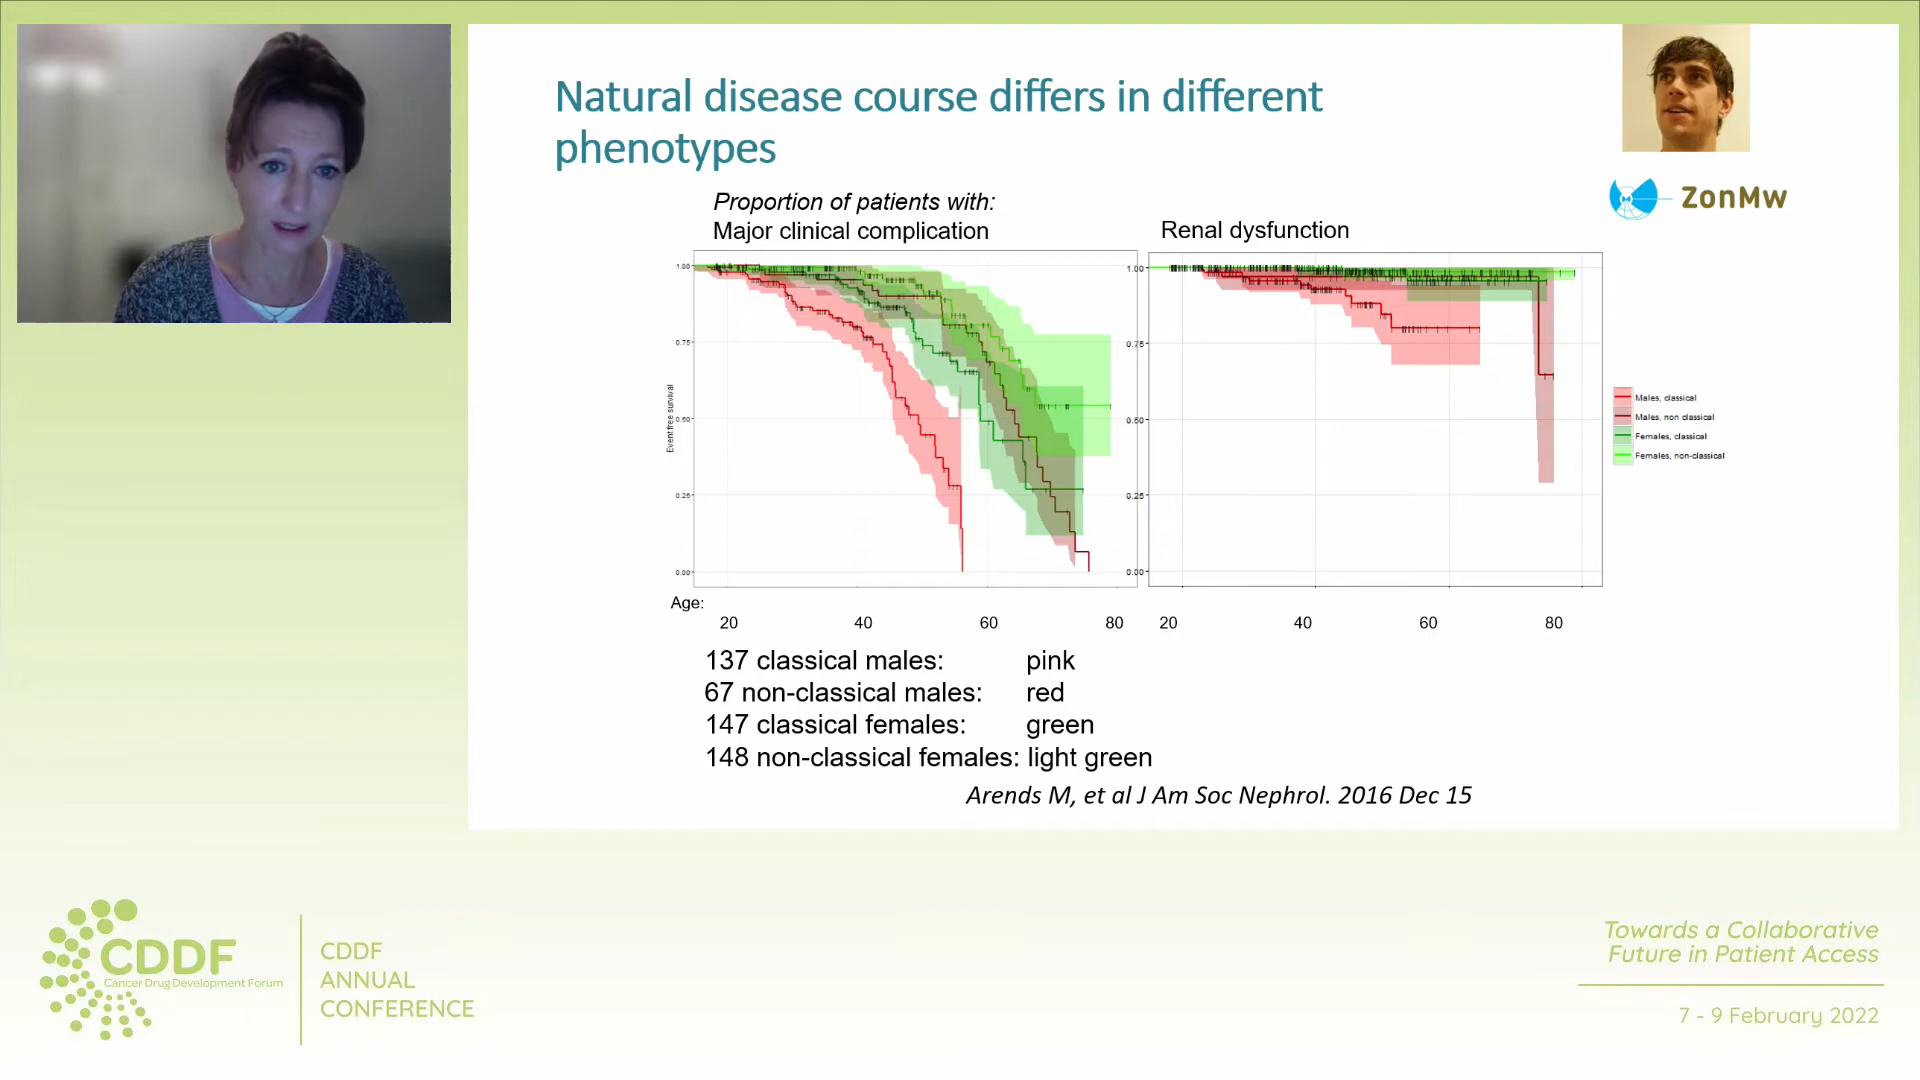 Natural disease course differs in different
phenotypes
ZonMw
Proportion of patients with:
Major clinical complication
Renal dysfunction
Event free survival
1.00
0.75
0.50
0.25
0.00
1.00
0.75
0.50
0.25
0.00
Males, classical
Males, non classical
Females, classical
Females, non-classical
Age:
20 40 60 80
20 40 60 80
137 classical males: pink
67 non-classical males: red
147 classical females: green
148 non-classical females: light green
Arends M, et al J Am Soc Nephrol. 2016 Dec 15
CDDF
Cancer Drug Development Forum
CDDF
ANNUAL
CONFERENCE
Towards a Collaborative
Future in Patient Access
7 - 9 February 2022